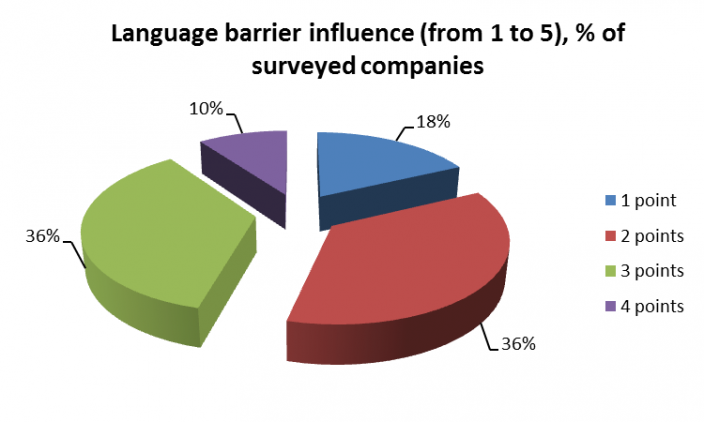 Language barrier influence (from 1 to 5), % of
surveyed companies
10%
18%
36%
36%
1 point
2 points
3 points
4 points